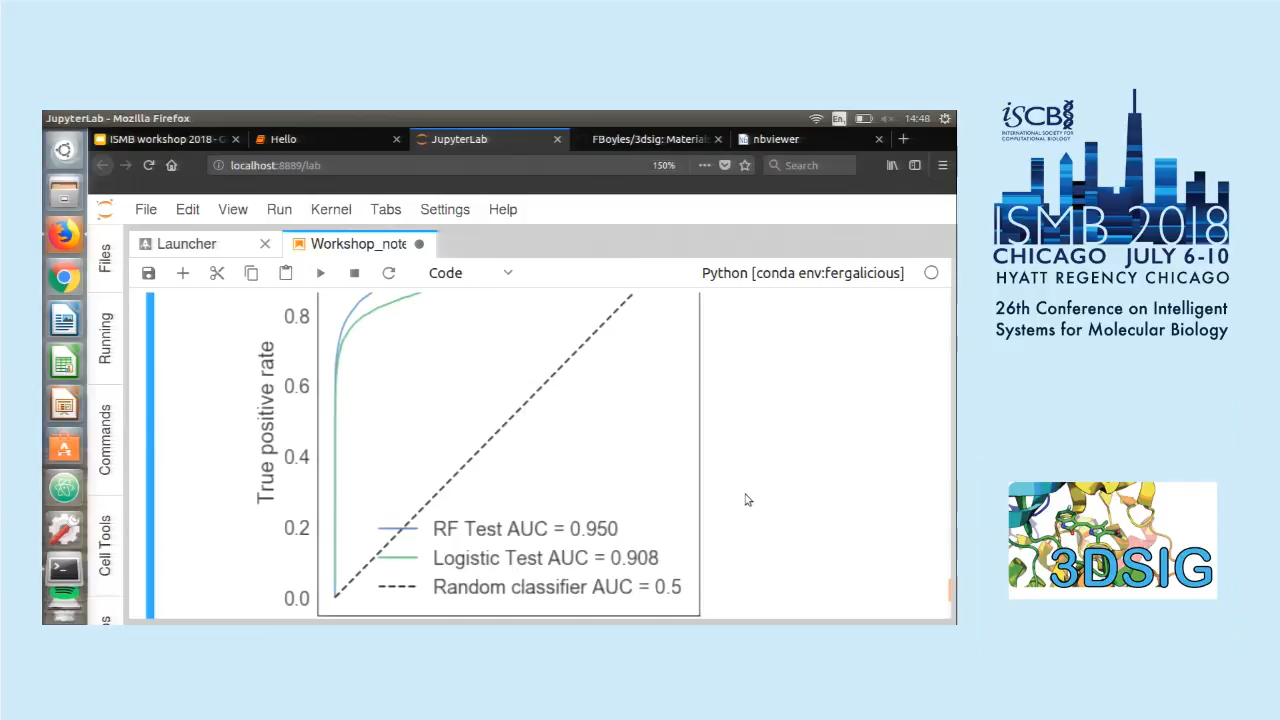 JupyterLab - Mozilla Firefox
En
14:48
ISMB workshop 2018 - G
Hello
JupyterLab
FBoyles/3dsig: Materials
nbviewer
localhost:8889/lab
150%
Search
File Edit View Run Kernel Tabs Settings Help
Launcher
Workshop_note
Code
Python [conda env:fergalicious]
Files
Running
Commands
Cell Tools
True positive rate
0.8
0.6
0.4
0.2
0.0
RF Test AUC = 0.950
Logistic Test AUC = 0.908
Random classifier AUC = 0.5
iSCB
INTERNATIONAL SOCIETY FOR
COMPUTATIONAL BIOLOGY
ISMB 2018
CHICAGO JULY 6-10
HYATT REGENCY CHICAGO
26th Conference on Intelligent
Systems for Molecular Biology
3DSIG